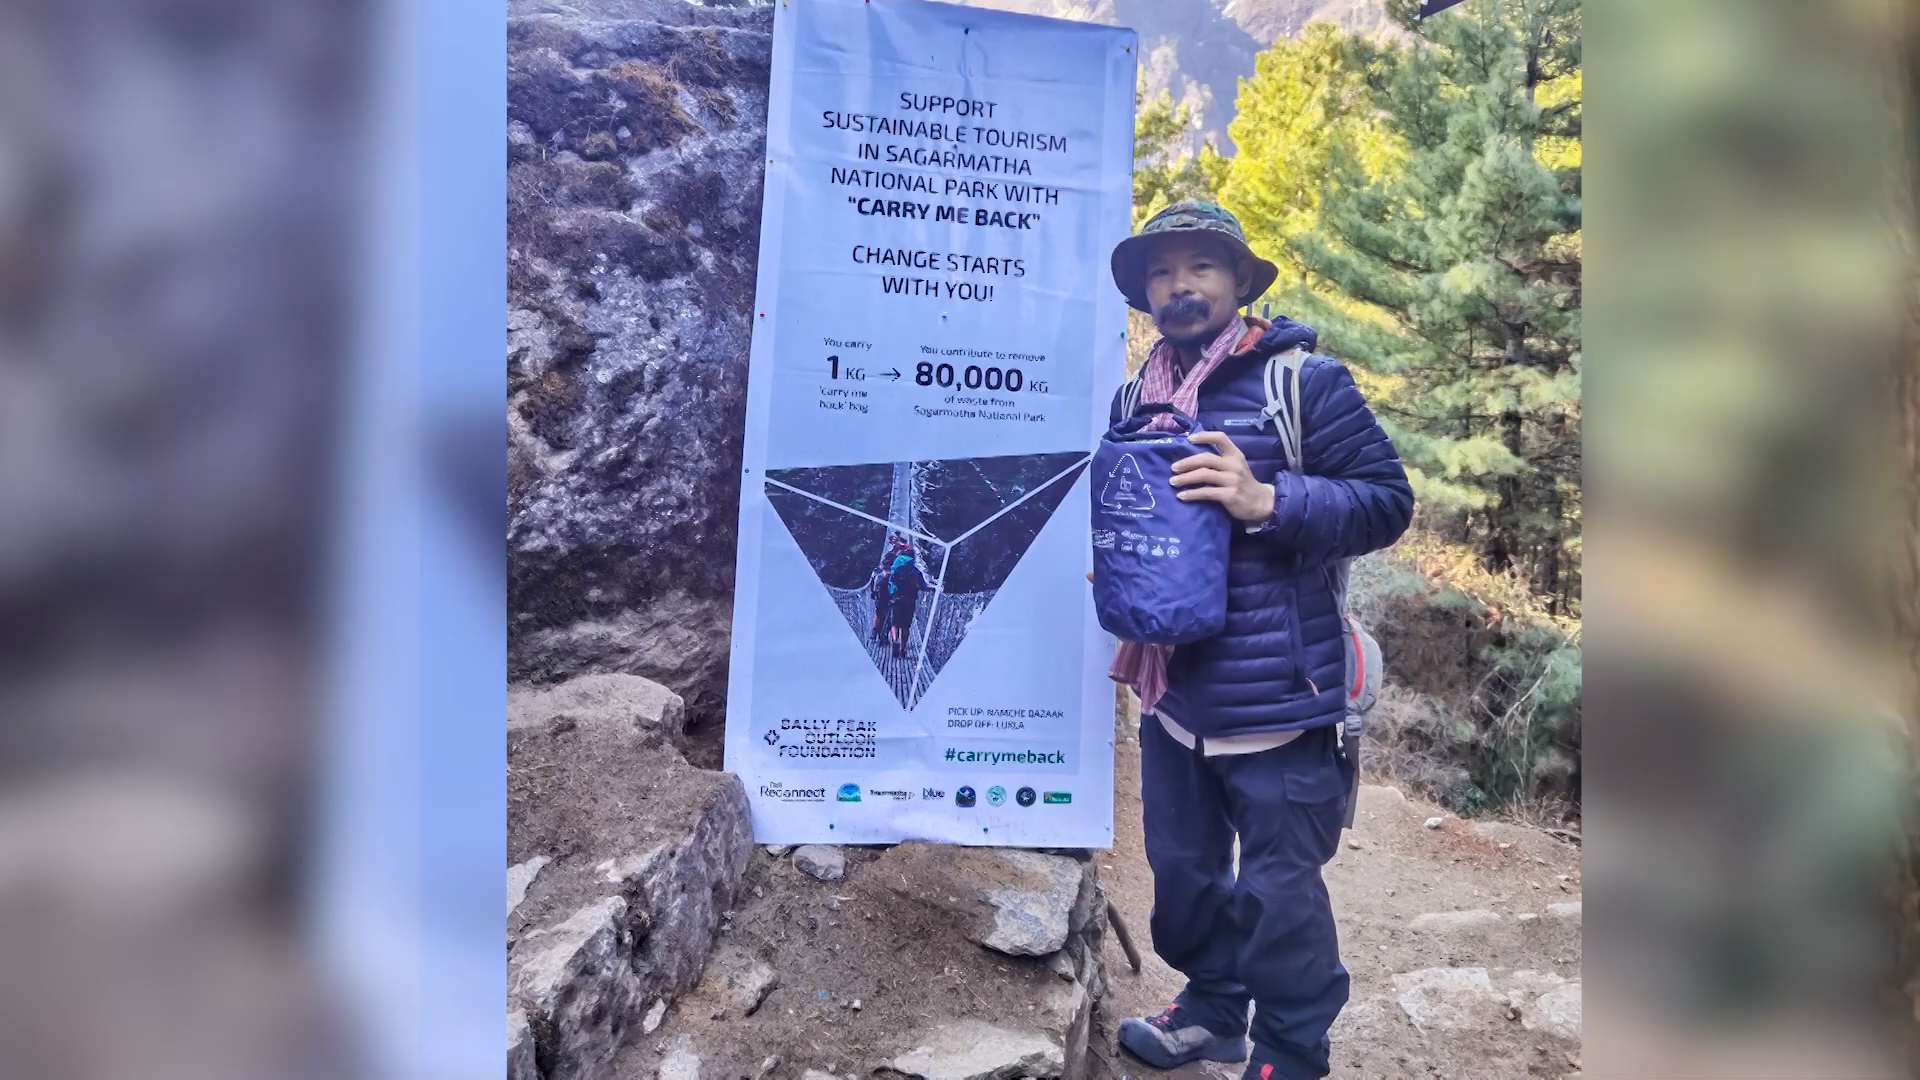 SUPPORT
SUSTAINABLE TOURISM
IN SAGARMATHA
NATIONAL PARK WITH
"CARRY ME BACK"
CHANGE STARTS
WITH YOU!
You carry
1 KG →
'carry me
back' bag
You contribute to remove
80,000 KG
of waste from
Sagarmatha National Park
BALLY PEAK
OUTLOOK
FOUNDATION
PICK UP: NAMCHE BAZAAR
DROP OFF: LUKLA
#carrymeback
Reconnect
blue